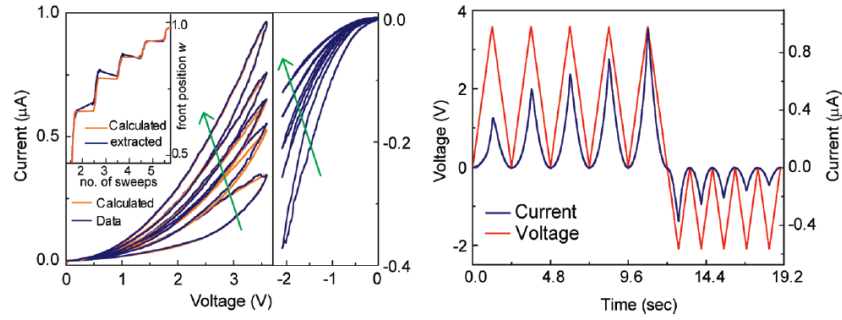 1.0
0.5
0.0
Current (μA)
1.0
0.5
front position w
Calculated
extracted
2 3 4 5
no. of sweeps
Calculated
Data
0 1 2 3
-2 -1 0
Voltage (V)
0.0
-0.2
-0.4
4
2
0
-2
Voltage (V)
Current
Voltage
0.0 4.8 9.6 14.4 19.2
Time (sec)
0.8
0.4
0.0
-0.4
Current (μA)